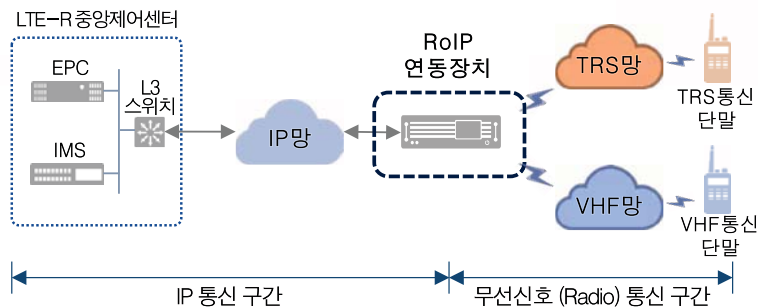 LTE-R 중앙제어센터
EPC
L3
스위치
IMS
IP망
RoIP
연동장치
TRS망
TRS통신
단말
VHF망
VHF통신
단말
IP 통신 구간
무선신호 (Radio) 통신 구간